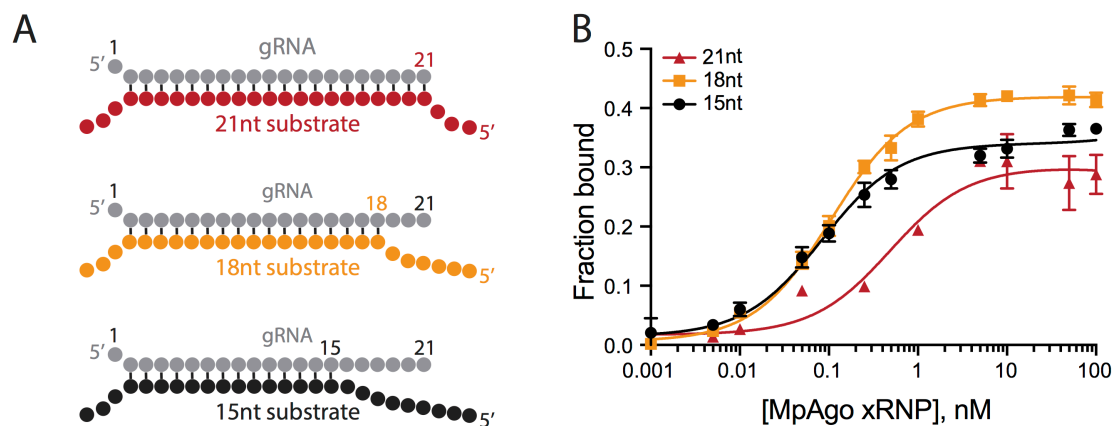 A
1
5’
gRNA
21
21nt substrate
5’
1
5’
gRNA
18
21
18nt substrate
5’
1
5’
gRNA
15
21
15nt substrate
5’
B
21nt
18nt
15nt
Fraction bound
0.5
0.4
0.3
0.2
0.1
0.0
0.001
0.01
0.1
1
10
100
[MpAgo xRNP], nM